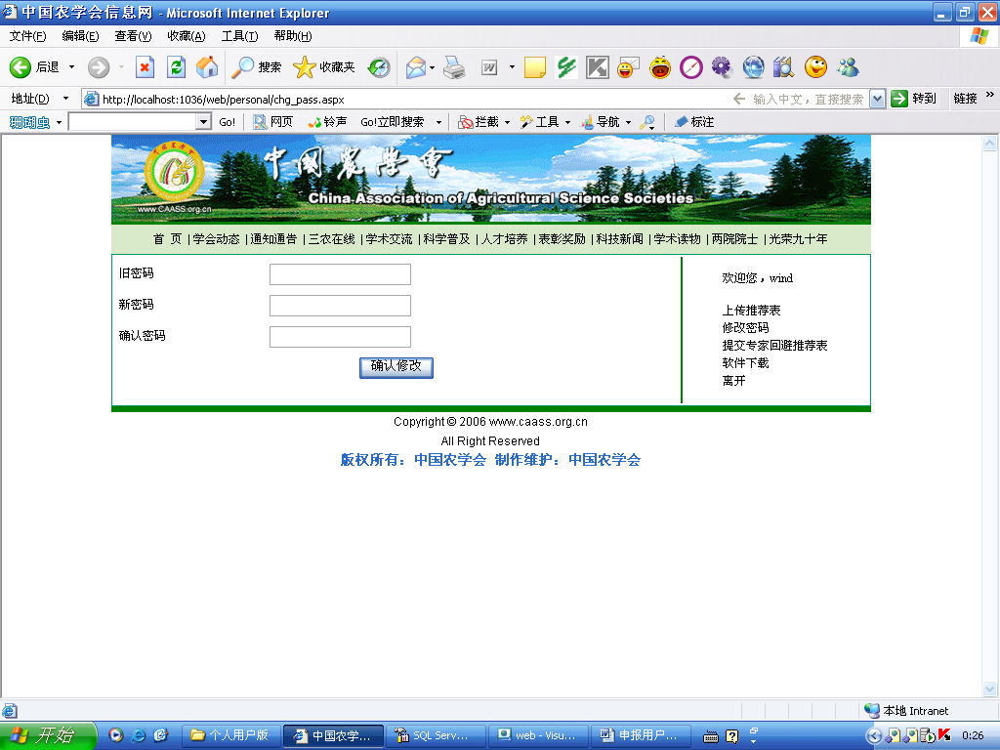 中国农学会信息网 - Microsoft Internet Explorer
文件(F) 编辑(E) 查看(V) 收藏(A) 工具(T) 帮助(H)
后退 搜索 收藏夹
地址(D) http://localhost:1036/web/personal/chg_pass.aspx 输入中文，直接搜索 转到 链接 »
珊瑚虫 Go! 网页 铃声 Go!立即搜索 拦截 工具 导航 标注
中國农學會
China Association of Agricultural Science Societies
www.CAASS.org.cn
首 页 |学会动态 |通知通告 |三农在线 |学术交流 |科学普及 |人才培养 |表彰奖励 |科技新闻 |学术读物 |两院院士 |光荣九十年
旧密码
新密码
确认密码
确认修改
欢迎您，wind
上传推荐表
修改密码
提交专家回避推荐表
软件下载
离开
Copyright © 2006 www.caass.org.cn
All Right Reserved
版权所有：中国农学会 制作维护：中国农学会
本地 Intranet
开始 个人用户版 中国农学... SQL Serv... web - Visu... 申报用户... 0:26